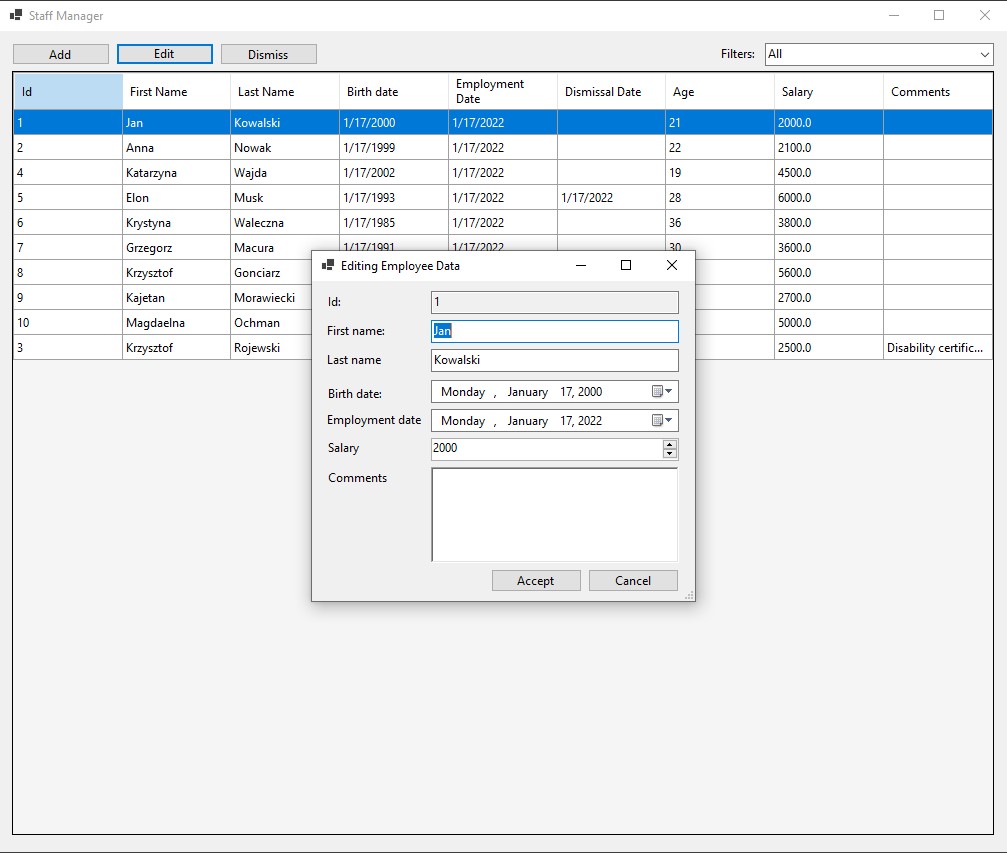 Staff Manager
Add Edit Dismiss Filters: All
Id First Name Last Name Birth date Employment Date Dismissal Date Age Salary Comments
1 Jan Kowalski 1/17/2000 1/17/2022 21 2000.0
2 Anna Nowak 1/17/1999 1/17/2022 22 2100.0
4 Katarzyna Wajda 1/17/2002 1/17/2022 19 4500.0
5 Elon Musk 1/17/1993 1/17/2022 1/17/2022 28 6000.0
6 Krystyna Waleczna 1/17/1985 1/17/2022 36 3800.0
7 Grzegorz Macura 1/17/1991 1/17/2022 30 3600.0
8 Krzysztof Gonciarz 5600.0
9 Kajetan Morawiecki 2700.0
10 Magdaelna Ochman 5000.0
3 Krzysztof Rojewski 2500.0 Disability certific...
Editing Employee Data
Id: 1
First name: Jan
Last name Kowalski
Birth date: Monday , January 17, 2000
Employment date Monday , January 17, 2022
Salary 2000
Comments
Accept Cancel